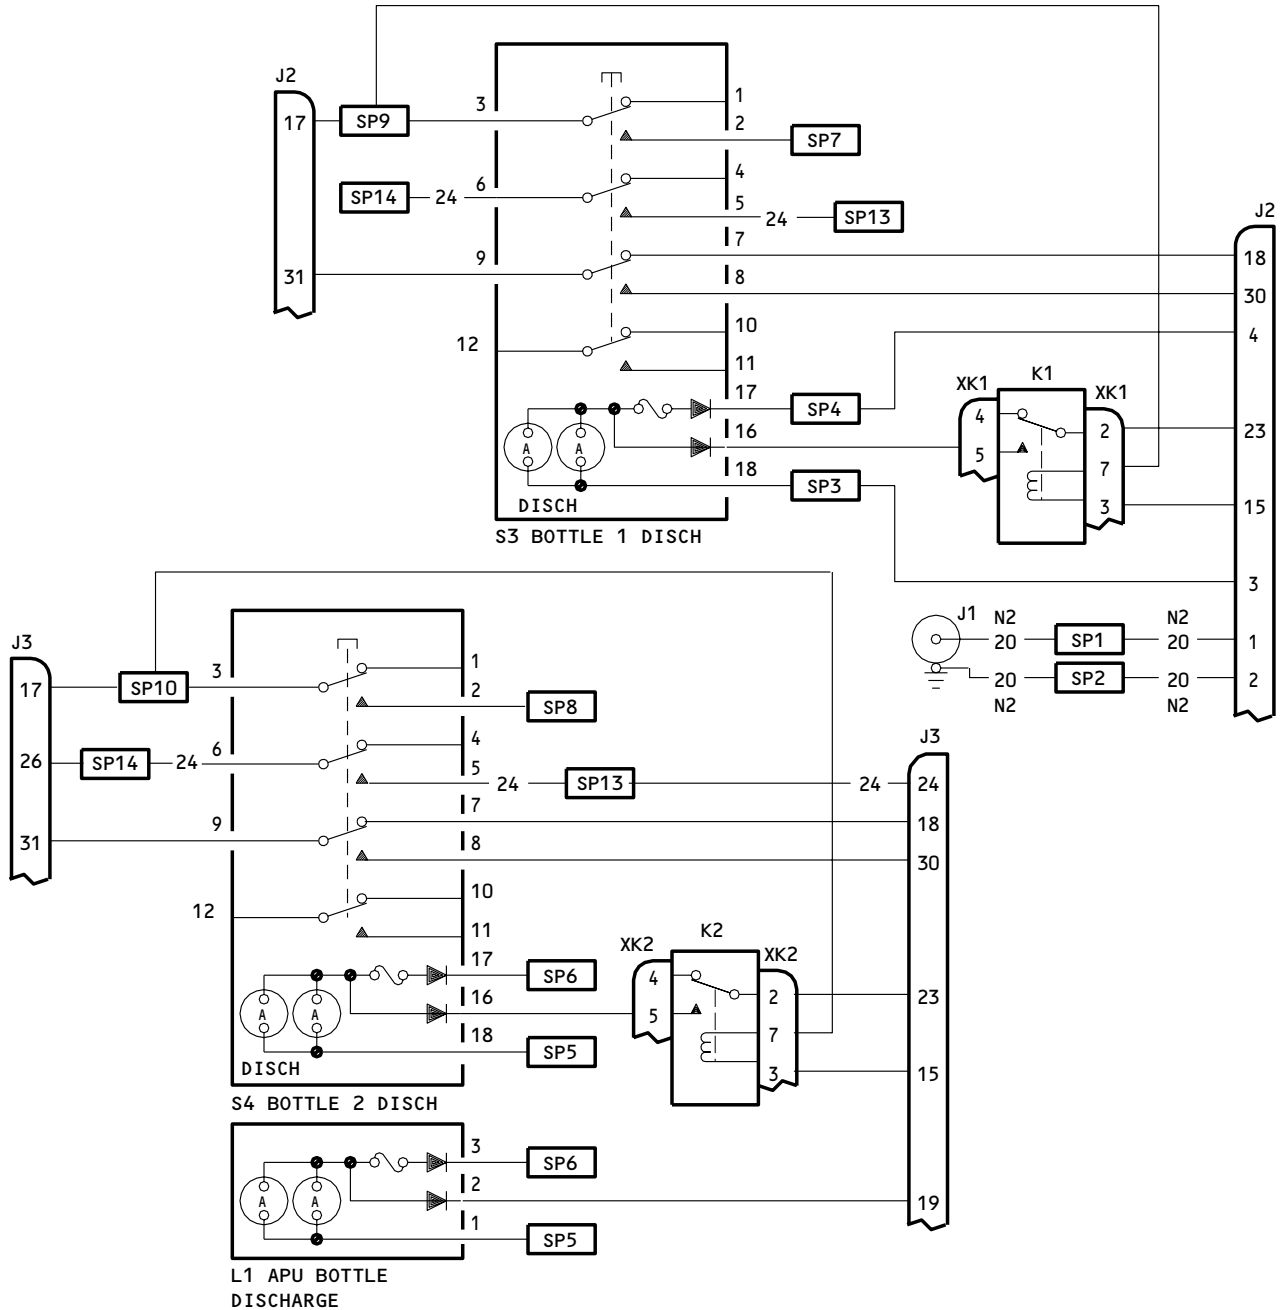 J2
17 SP9 3 1
2 SP7
SP14 24 6 4
5 24 SP13
J2
31 9 7 18
8 30
12 10 4
11
17 SP4
XK1 K1 XK1
4 2 23
16 5 7
18 SP3 3 15
A A
DISCH
S3 BOTTLE 1 DISCH
3
J1 N2 N2
20 SP1 20 1
20 SP2 20 2
N2 N2
J3
17 SP10 3 1
2 SP8
26 SP14 24 6 4
J3
5 24 SP13 24 24
31 9 7 18
8 30
12 10
11
17 SP6
XK2 K2 XK2
4 2 23
16 5 7
18 SP5 3 15
A A
DISCH
S4 BOTTLE 2 DISCH
3 SP6
2 19
A A
1 SP5
L1 APU BOTTLE
DISCHARGE